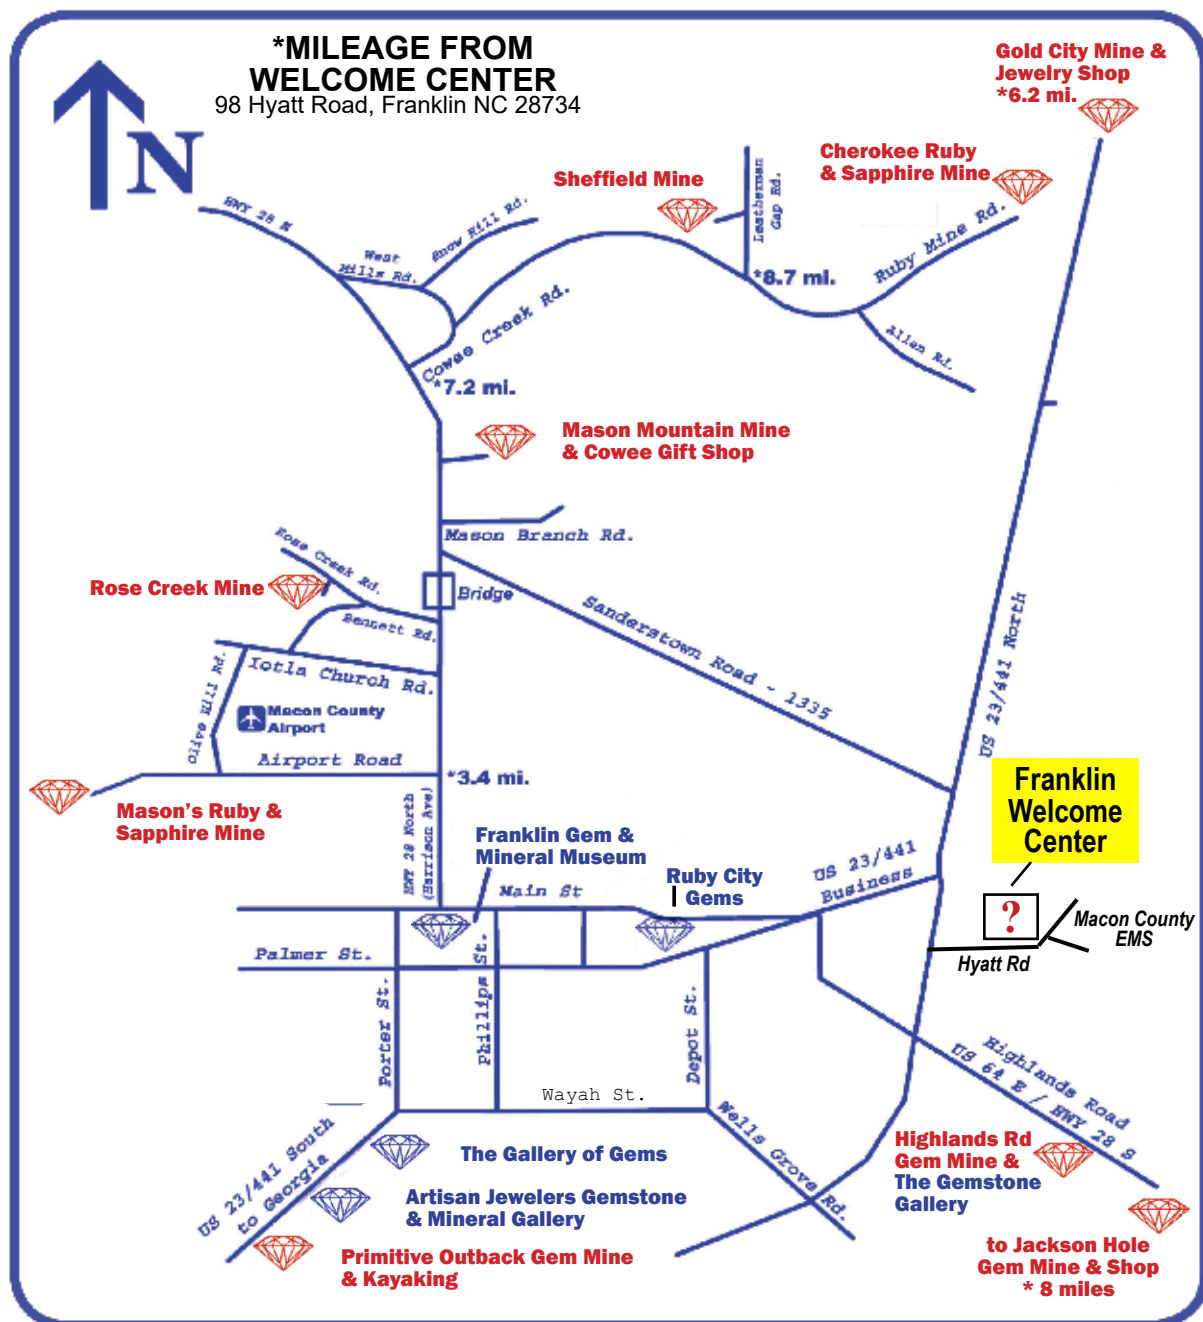 *MILEAGE FROM
WELCOME CENTER
98 Hyatt Road, Franklin NC 28734
N
Gold City Mine &
Jewelry Shop
*6.2 mi.
Cherokee Ruby
& Sapphire Mine
Sheffield Mine
Leatherman
Gap Rd.
HWY 28 N
West
Mills Rd.
Snow Hill Rd.
Ruby Mine Rd.
*8.7 mi.
Cowee Creek Rd.
Allen Rd.
*7.2 mi.
Mason Mountain Mine
& Cowee Gift Shop
Mason Branch Rd.
Rose Creek Rd.
Rose Creek Mine
Bridge
Bennett Rd.
Sanderstown Road - 1335
US 23/441 North
Iotla Church Rd.
Olive Hill Rd.
Macon County
Airport
Airport Road
*3.4 mi.
Mason's Ruby &
Sapphire Mine
HWY 28 North
(Harrison Ave)
Franklin
Welcome
Center
Franklin Gem &
Mineral Museum
Ruby City
Gems
US 23/441
Business
Main St
?
Macon County
EMS
Hyatt Rd
Palmer St.
Porter St.
Phillips St.
Depot St.
Wayah St.
Wells Grove Rd.
Highlands Road
US 64 E / HWY 28 S
US 23/441 South
to Georgia
The Gallery of Gems
Artisan Jewelers Gemstone
& Mineral Gallery
Primitive Outback Gem Mine
& Kayaking
Highlands Rd
Gem Mine &
The Gemstone
Gallery
to Jackson Hole
Gem Mine & Shop
* 8 miles